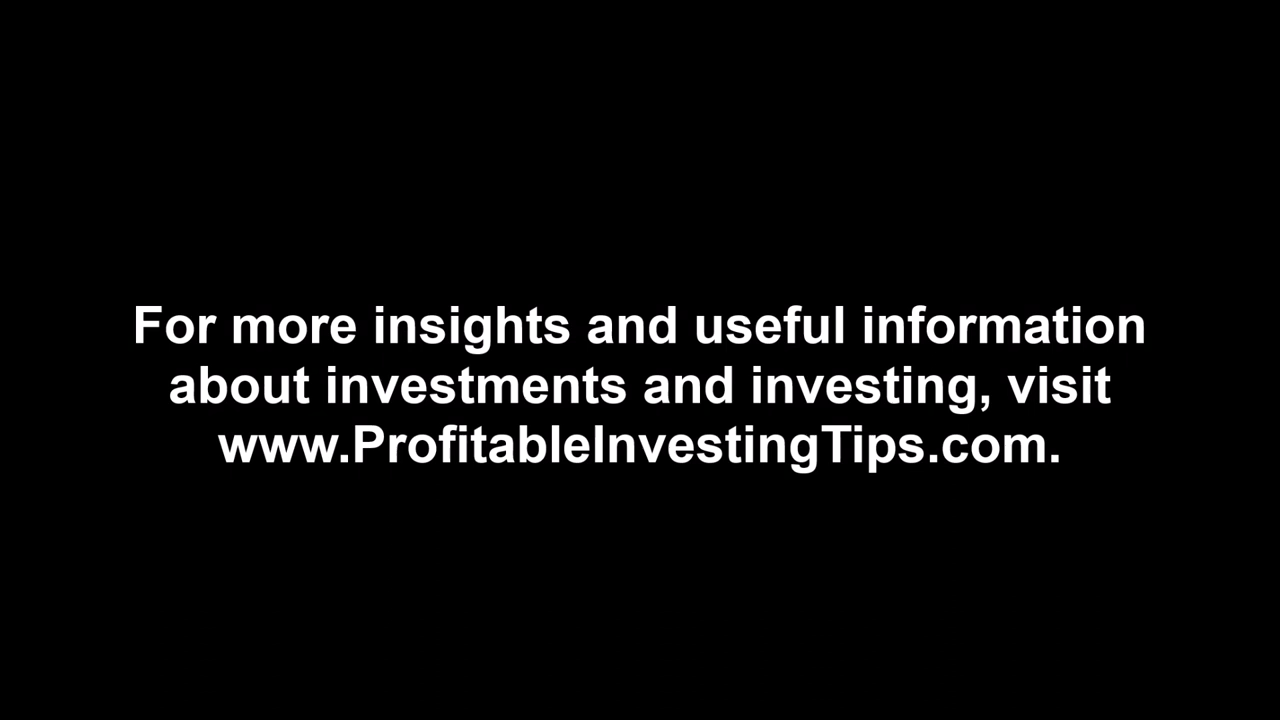 For more insights and useful information
about investments and investing, visit
www.ProfitableInvestingTips.com.